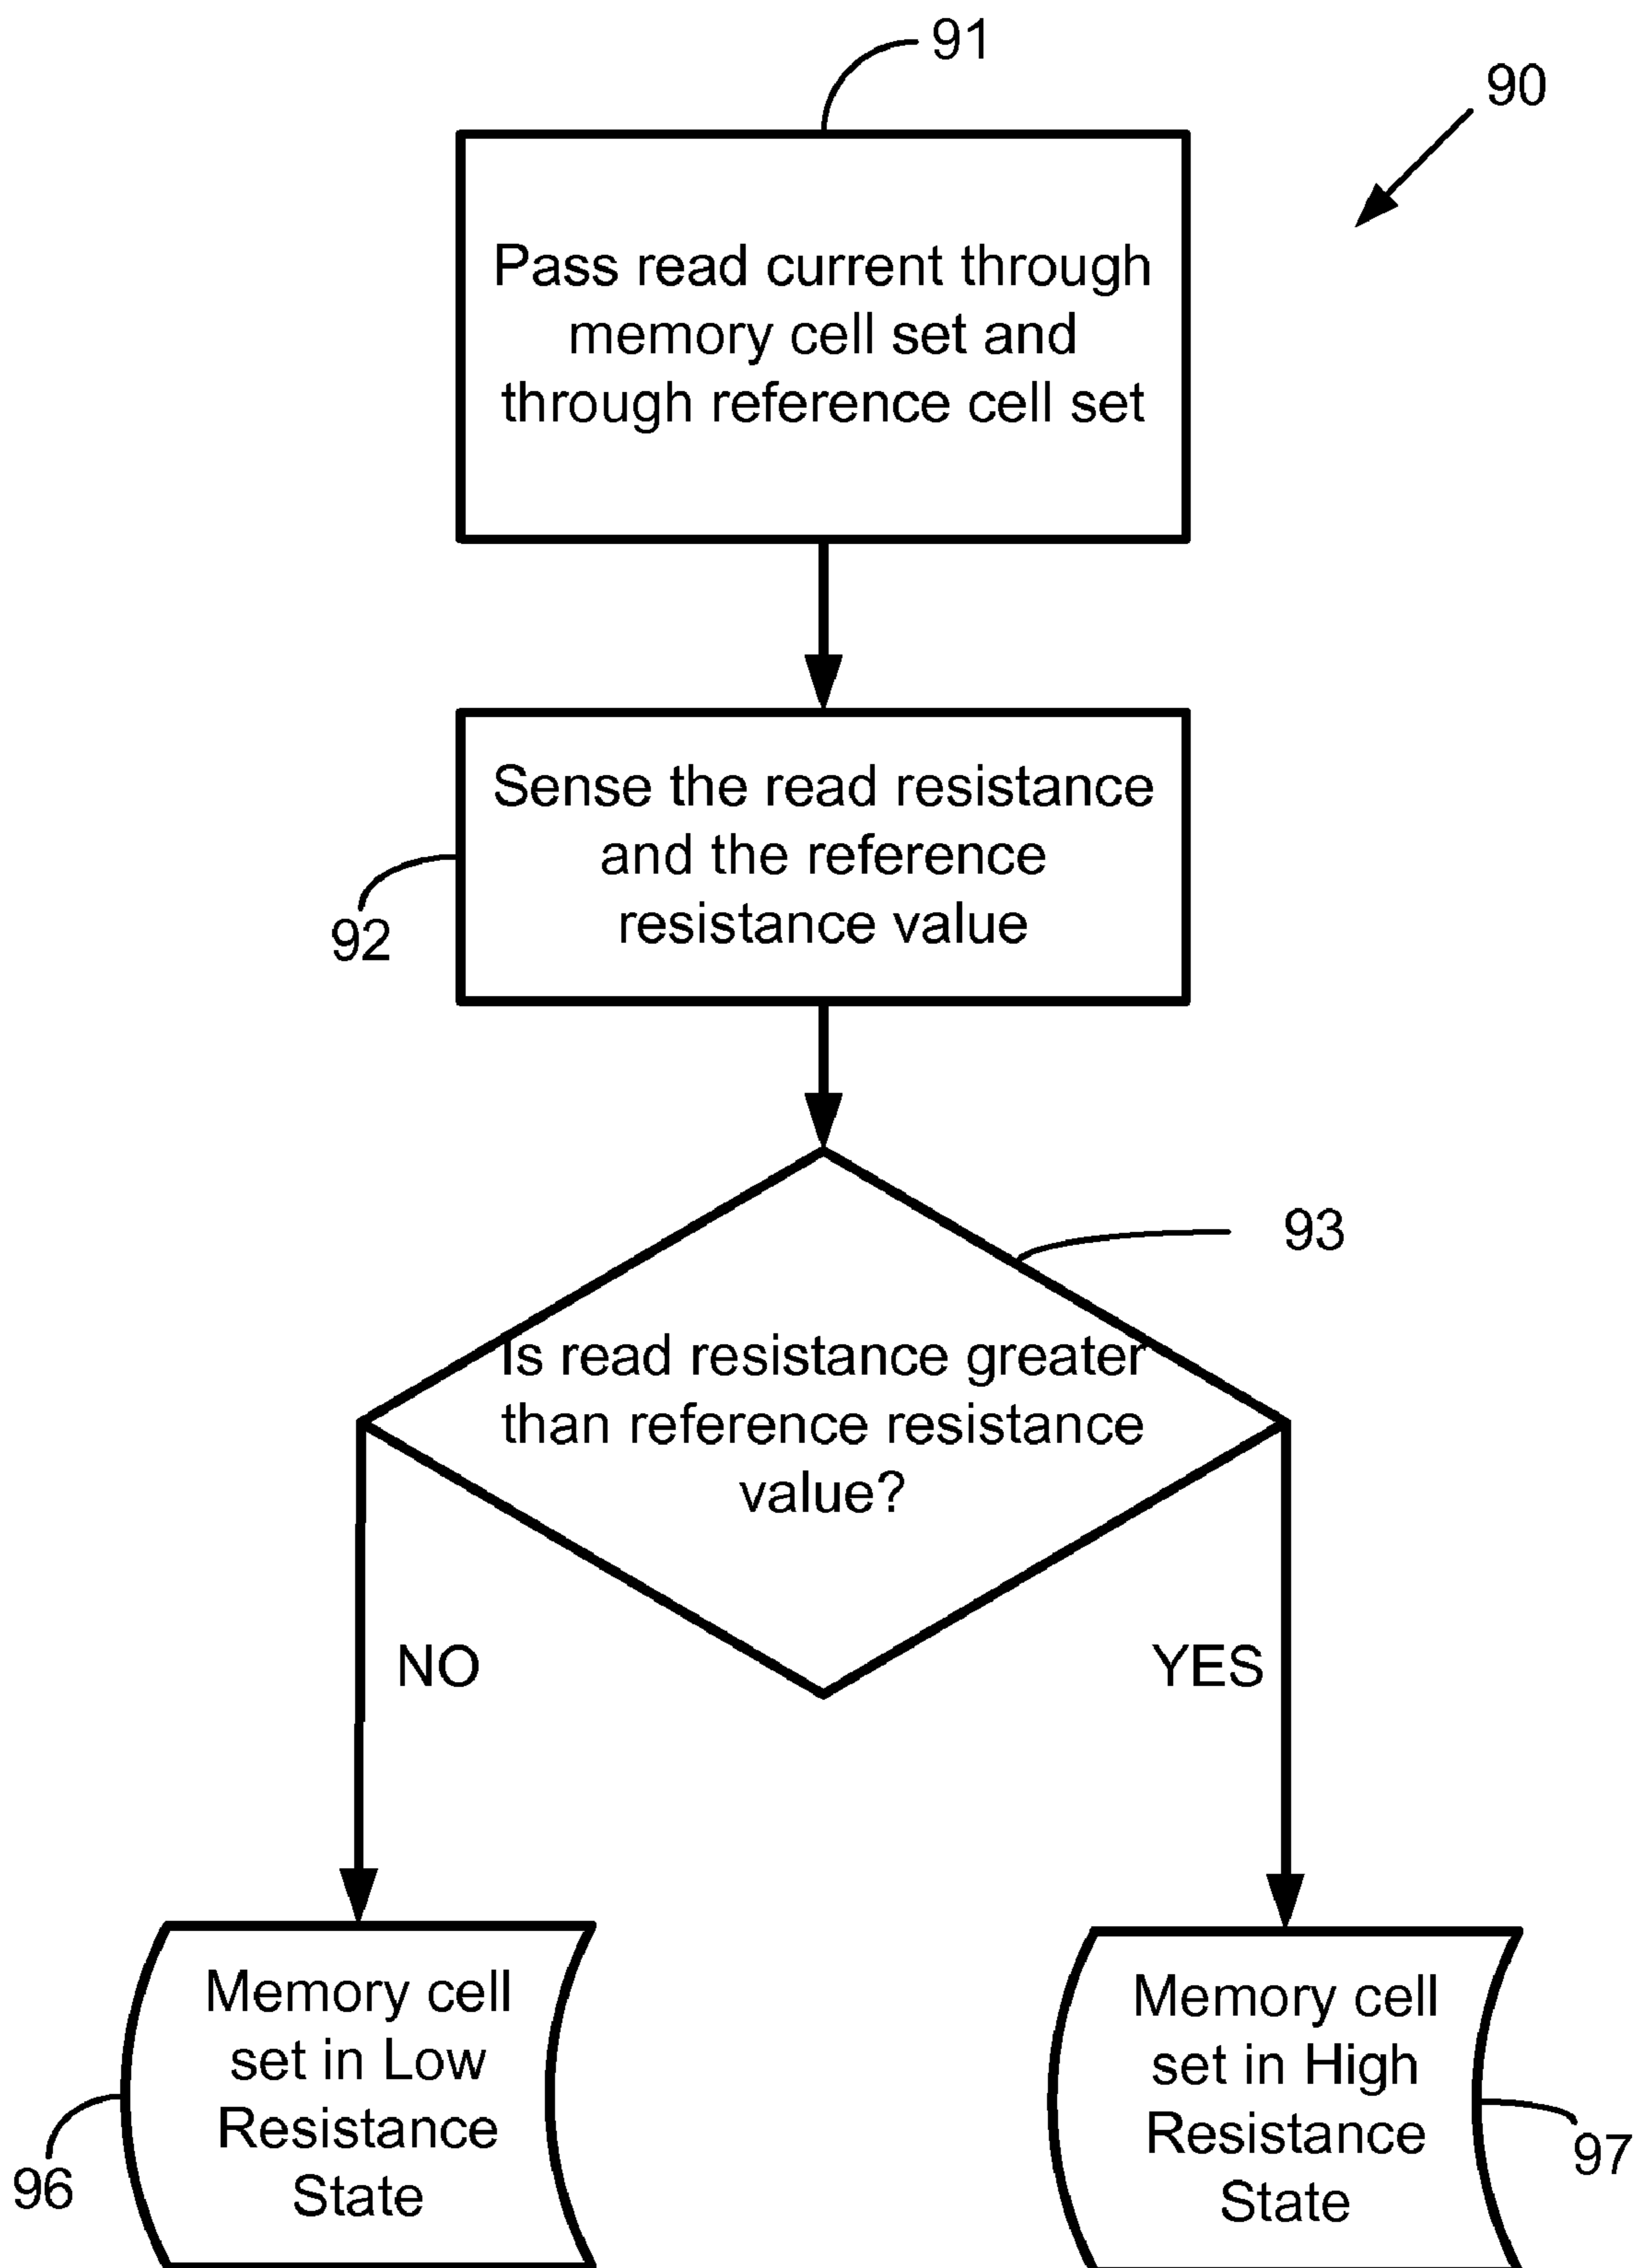 91
90
Pass read current through
memory cell set and
through reference cell set
Sense the read resistance
and the reference
resistance value
92
93
Is read resistance greater
than reference resistance
value?
NO
YES
Memory cell
set in Low
Resistance
State
96
Memory cell
set in High
Resistance
State
97